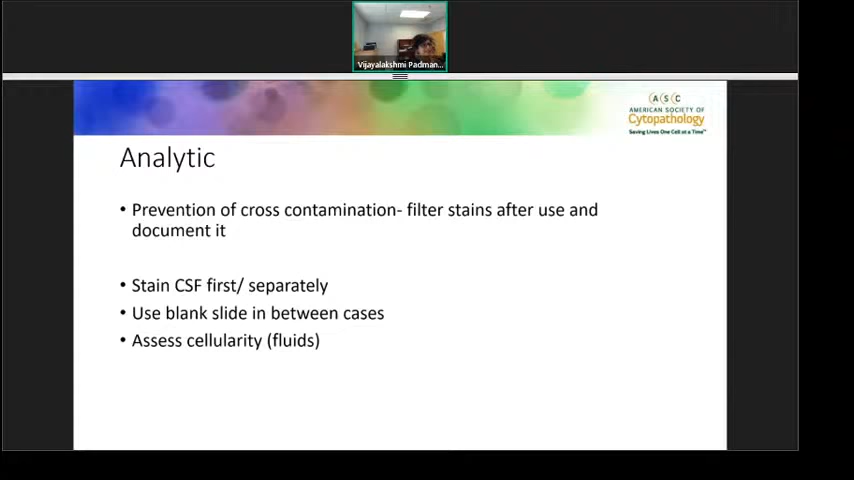 Vijayalakshmi Padman...
ASC
AMERICAN SOCIETY OF
Cytopathology
Saving Lives One Cell at a Time™
Analytic
• Prevention of cross contamination- filter stains after use and
document it
• Stain CSF first/ separately
• Use blank slide in between cases
• Assess cellularity (fluids)